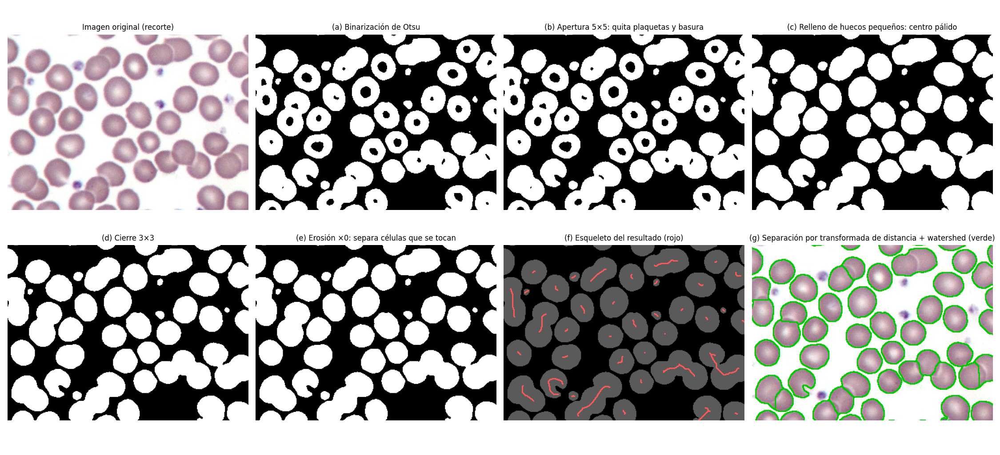 Imagen original (recorte)
(a) Binarización de Otsu
(b) Apertura 5×5: quita plaquetas y basura
(c) Relleno de huecos pequeños: centro pálido
(d) Cierre 3×3
(e) Erosión ×0: separa células que se tocan
(f) Esqueleto del resultado (rojo)
(g) Separación por transformada de distancia + watershed (verde)